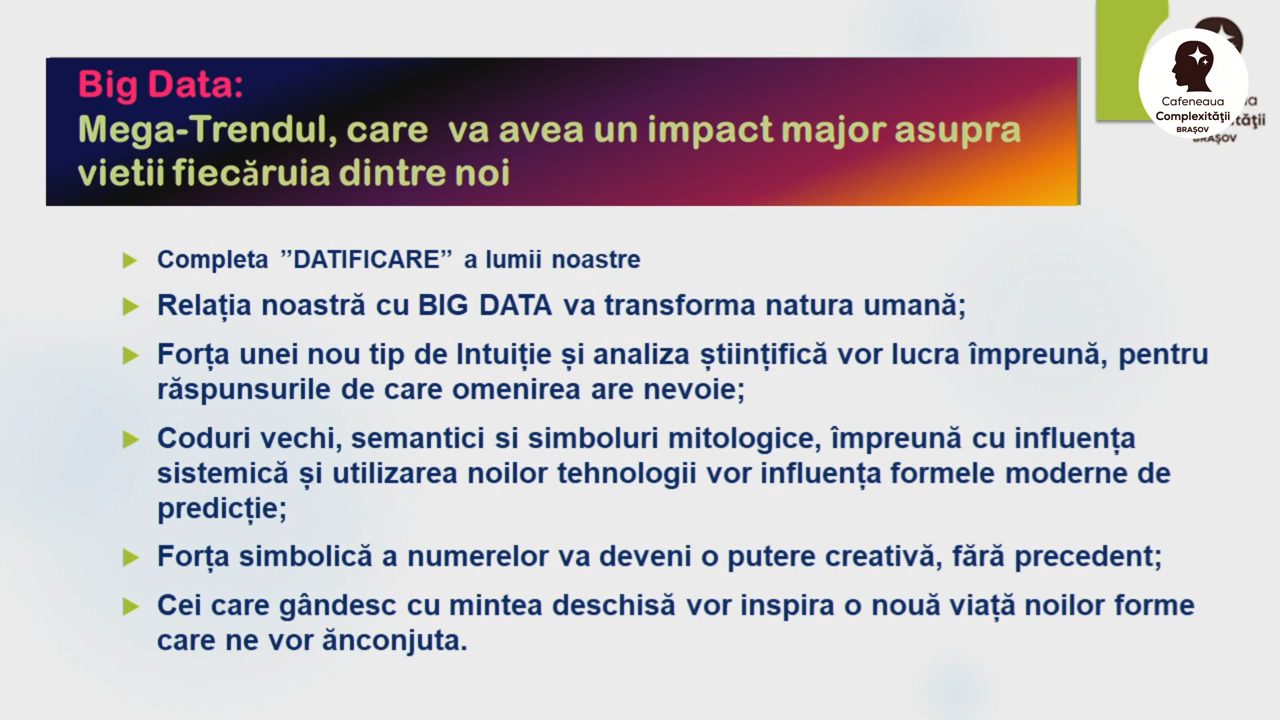 Big Data:
Mega-Trendul, care va avea un impact major asupra
vietii fiecăruia dintre noi
Cafeneaua
Complexității
BRAȘOV
Completa ”DATIFICARE” a lumii noastre
Relația noastră cu BIG DATA va transforma natura umană;
Forța unei nou tip de Intuiție și analiza științifică vor lucra împreună, pentru
răspunsurile de care omenirea are nevoie;
Coduri vechi, semantici si simboluri mitologice, împreună cu influența
sistemică și utilizarea noilor tehnologii vor influența formele moderne de
predicție;
Forța simbolică a numerelor va deveni o putere creativă, fără precedent;
Cei care gândesc cu mintea deschisă vor inspira o nouă viață noilor forme
care ne vor ănconjuta.